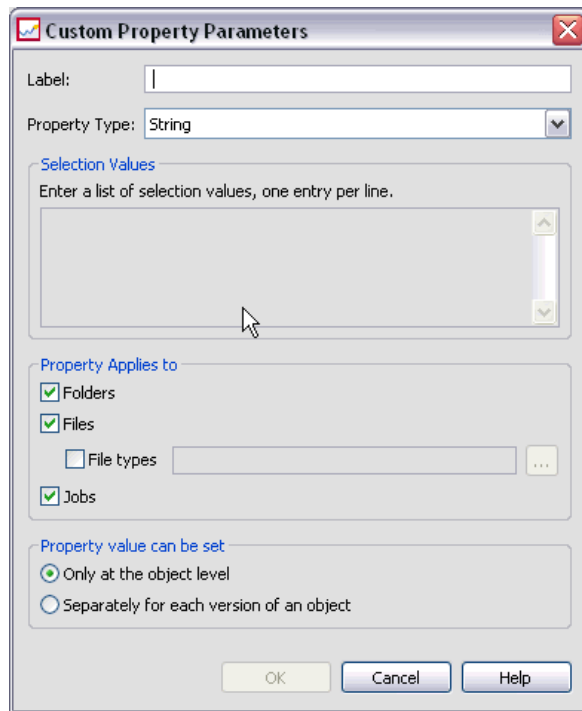 Custom Property Parameters
Label:
Property Type: String
Selection Values
Enter a list of selection values, one entry per line.
Property Applies to
Folders
Files
File types ...
Jobs
Property value can be set
Only at the object level
Separately for each version of an object
OK Cancel Help